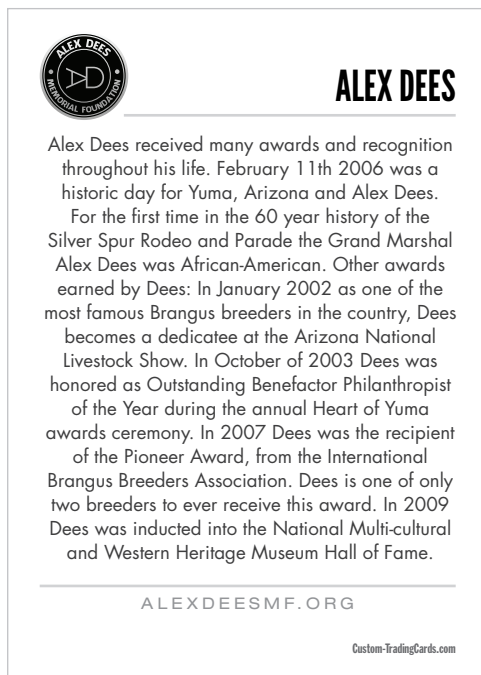 ALEX DEES
AD
MEMORIAL FOUNDATION
ALEX DEES
Alex Dees received many awards and recognition
throughout his life. February 11th 2006 was a
historic day for Yuma, Arizona and Alex Dees.
For the first time in the 60 year history of the
Silver Spur Rodeo and Parade the Grand Marshal
Alex Dees was African-American. Other awards
earned by Dees: In January 2002 as one of the
most famous Brangus breeders in the country, Dees
becomes a dedicatee at the Arizona National
Livestock Show. In October of 2003 Dees was
honored as Outstanding Benefactor Philanthropist
of the Year during the annual Heart of Yuma
awards ceremony. In 2007 Dees was the recipient
of the Pioneer Award, from the International
Brangus Breeders Association. Dees is one of only
two breeders to ever receive this award. In 2009
Dees was inducted into the National Multi-cultural
and Western Heritage Museum Hall of Fame.
ALEXDEESMF.ORG
Custom-TradingCards.com